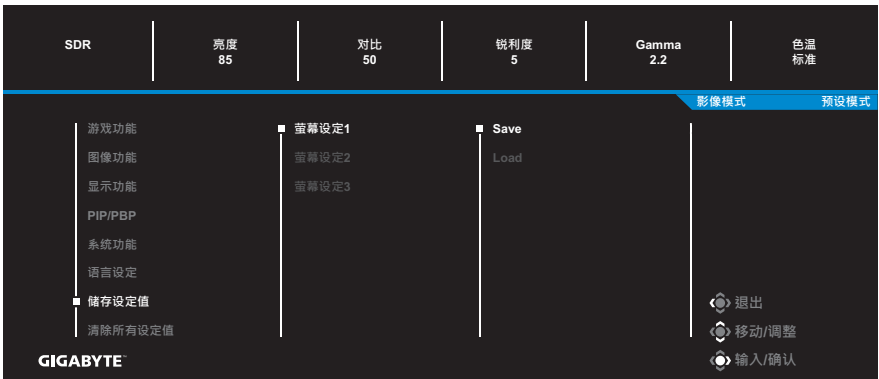 SDR 亮度 对比 锐利度 Gamma 色温
85 50 5 2.2 标准
影像模式 预设模式
游戏功能 萤幕设定1 Save
图像功能 萤幕设定2 Load
显示功能 萤幕设定3
PIP/PBP
系统功能
语言设定
储存设定值 退出
清除所有设定值 移动/调整
GIGABYTE™ 输入/确认